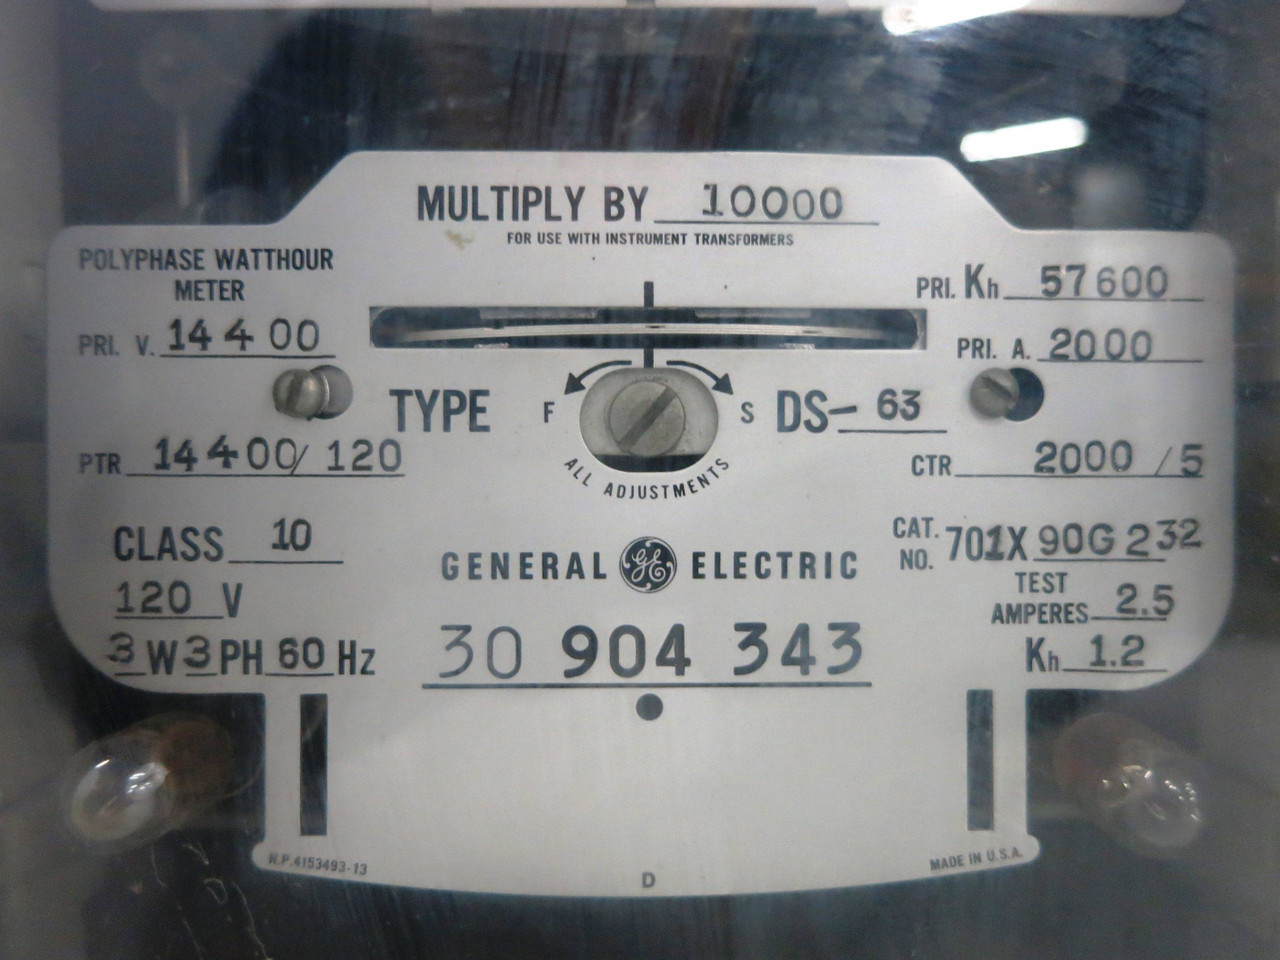 MULTIPLY BY 10000
FOR USE WITH INSTRUMENT TRANSFORMERS
POLYPHASE WATTHOUR
METER
PRI. Kh 57600
PRI. V. 14400
PRI. A. 2000
TYPE F S DS- 63
ALL ADJUSTMENTS
PTR 14400/120
CTR 2000/5
CLASS 10
CAT. NO. 701X90G232
GENERAL GE ELECTRIC
120 V
TEST
AMPERES 2.5
3 W 3 PH 60 Hz
30 904 343
Kh 1.2
N.P.4153493-13
MADE IN U.S.A.
D